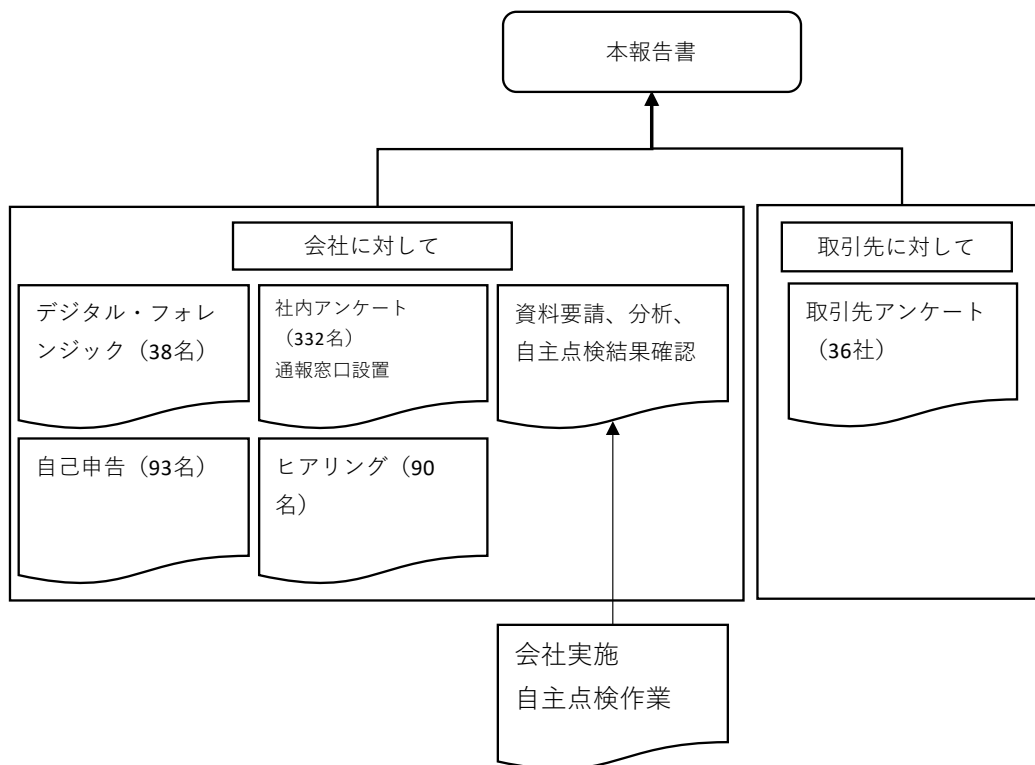 本報告書
会社に対して
デジタル・フォレ
ンジック（38名）
社内アンケート
（332名）
通報窓口設置
資料要請、分析、
自主点検結果確認
自己申告（93名）
ヒアリング（90
名）
取引先に対して
取引先アンケート
（36社）
会社実施
自主点検作業